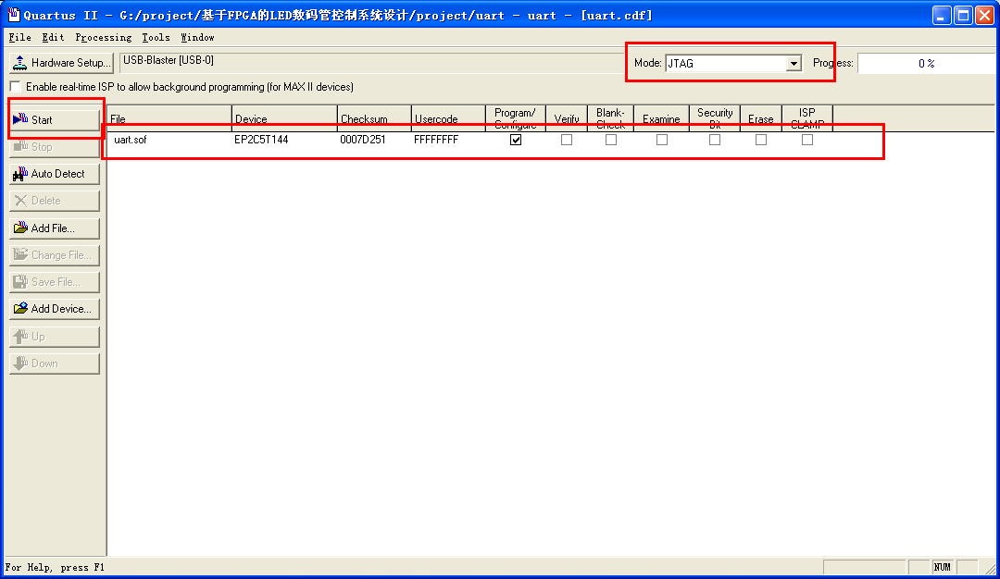 Quartus II - G:/project/基于FPGA的LED数码管控制系统设计/project/uart - uart - [uart.cdf]
File Edit Processing Tools Window
Hardware Setup... USB-Blaster [USB-0] Mode: JTAG Progress: 0 %
Enable real-time ISP to allow background programming (for MAX II devices)
Start
Stop
Auto Detect
Delete
Add File...
Change File...
Save File...
Add Device...
Up
Down
File Device Checksum Usercode Program/ Configure Verify Blank- Check Examine Security Bit Erase ISP CLAMP
uart.sof EP2C5T144 0007D251 FFFFFFFF
For Help, press F1 NUM